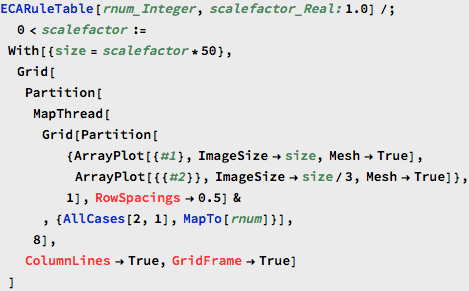 ECARuleTable[rnum_Integer, scalefactor_Real:1.0] /;
0 < scalefactor :=
With[{size = scalefactor*50},
Grid[
Partition[
MapThread[
Grid[Partition[
{ArrayPlot[{#1}, ImageSize→size, Mesh→True],
ArrayPlot[{{#2}}, ImageSize→size/3, Mesh→True]},
1], RowSpacings→0.5] &
, {AllCases[2, 1], MapTo[rnum]}],
8],
ColumnLines→True, GridFrame→True]
]